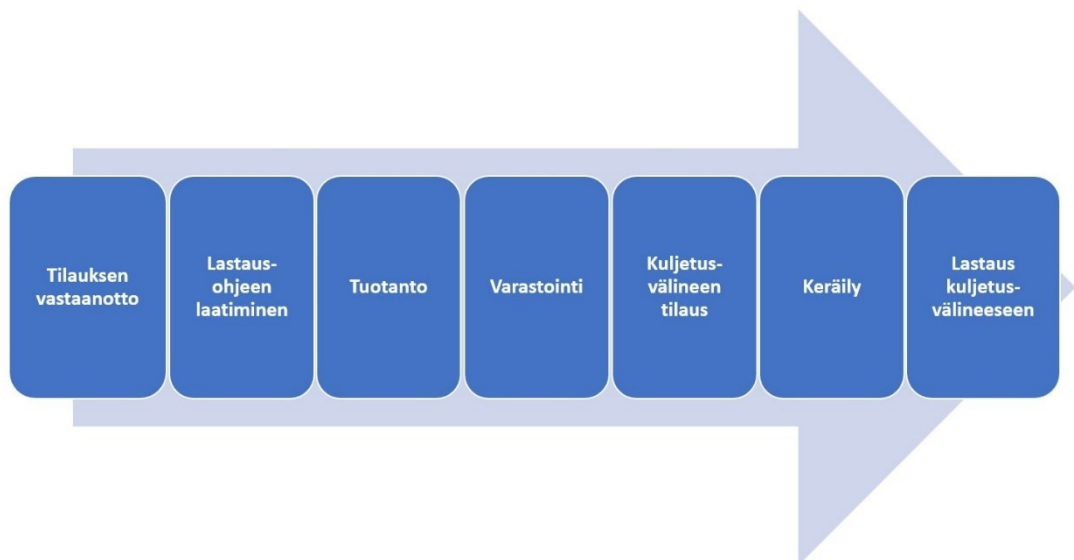 Tilauksen
vastaanotto
Lastaus-
ohjeen
laatiminen
Tuotanto
Varastointi
Kuljetus-
välineen
tilaus
Keräily
Lastaus
kuljetus-
välineeseen